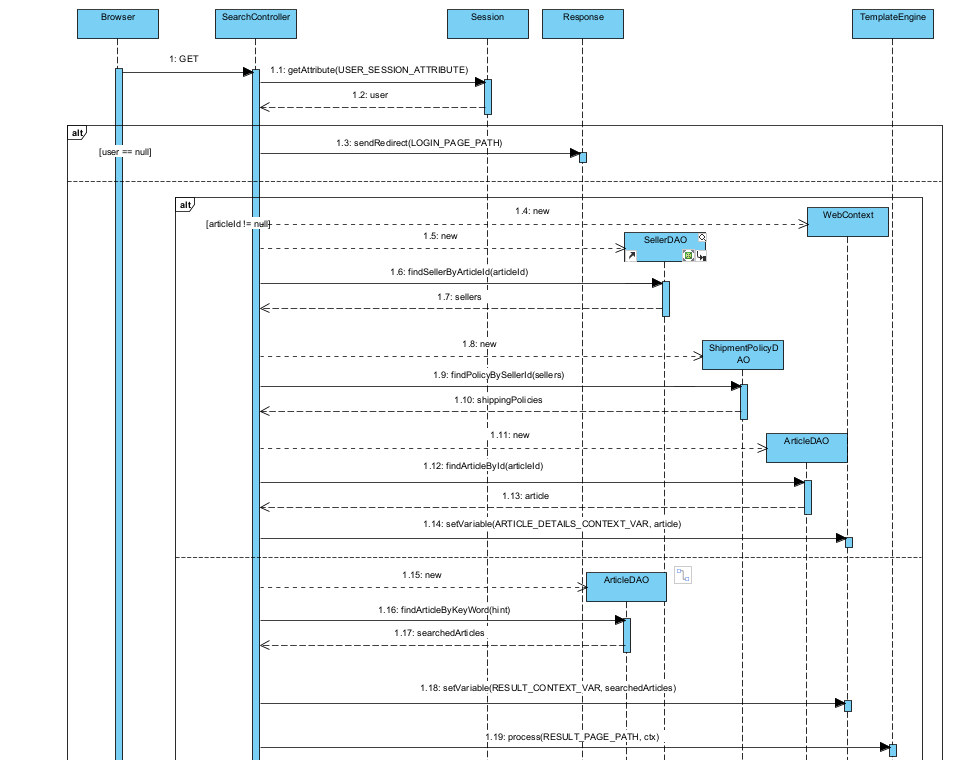 Browser
SearchController
Session
Response
TemplateEngine
1: GET
1.1: getAttribute(USER_SESSION_ATTRIBUTE)
1.2: user
alt
[user == null]
1.3: sendRedirect(LOGIN_PAGE_PATH)
alt
[articleId != null]
1.4: new
WebContext
1.5: new
SellerDAO
1.6: findSellerByArticleId(articleId)
1.7: sellers
1.8: new
ShipmentPolicyD
AO
1.9: findPolicyBySellerId(sellers)
1.10: shippingPolicies
1.11: new
ArticleDAO
1.12: findArticleById(articleId)
1.13: article
1.14: setVariable(ARTICLE_DETAILS_CONTEXT_VAR, article)
1.15: new
ArticleDAO
1.16: findArticleByKeyWord(hint)
1.17: searchedArticles
1.18: setVariable(RESULT_CONTEXT_VAR, searchedArticles)
1.19: process(RESULT_PAGE_PATH, ctx)